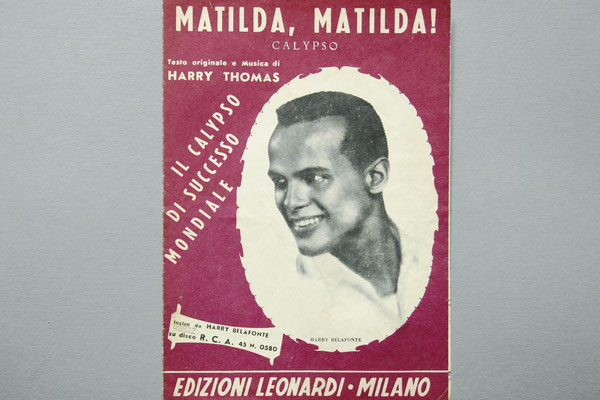 MATILDA, MATILDA!
CALYPSO
Testo originale e Musica di
HARRY THOMAS
IL CALYPSO
DI SUCCESSO
MONDIALE
inciso da HARRY BELAFONTE
su disco R. C. A. 45 N. 0580
HARRY BELAFONTE
EDIZIONI LEONARDI · MILANO